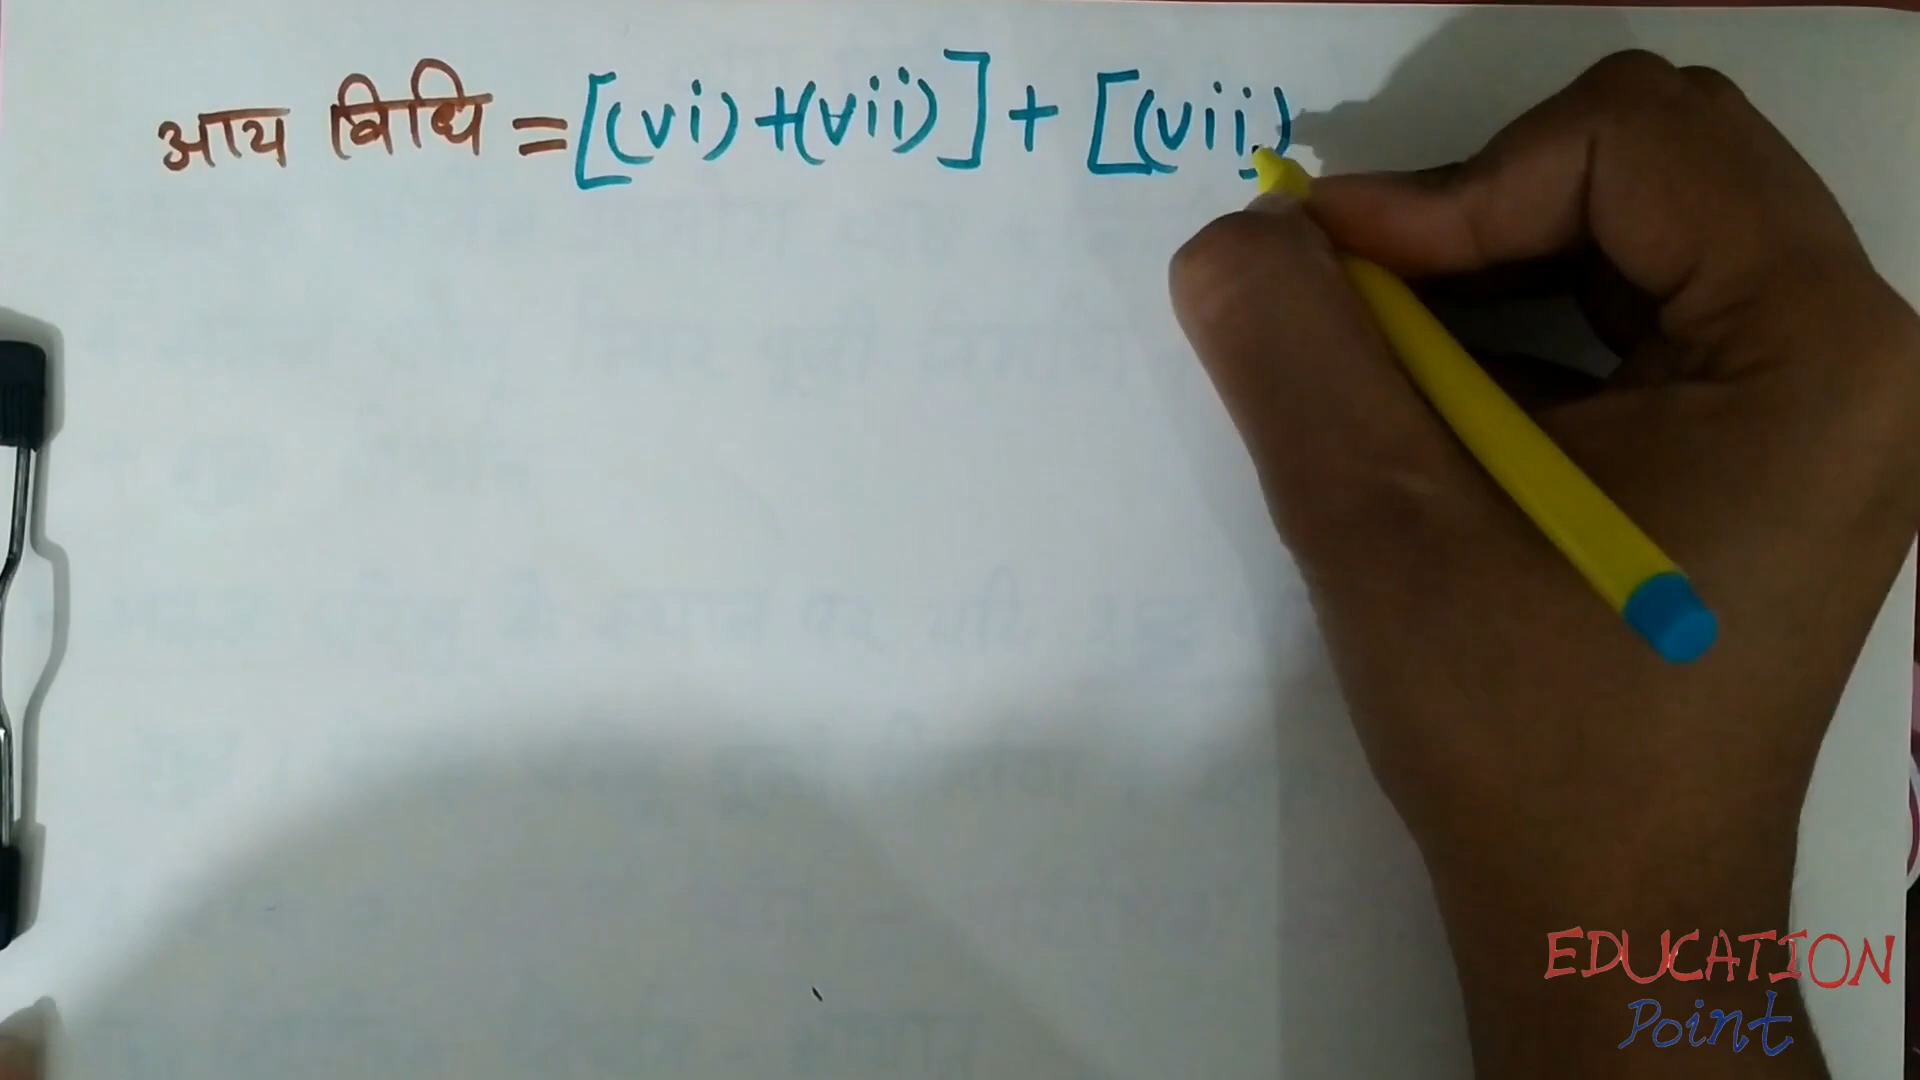 आय विधि = [(vi) + (vii)] + [(vii)
EDUCATION
Point